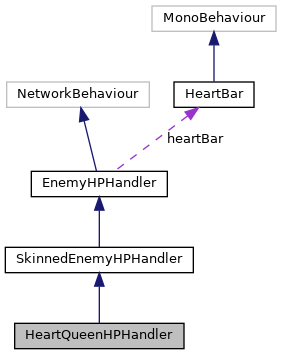 MonoBehaviour
NetworkBehaviour
HeartBar
heartBar
EnemyHPHandler
SkinnedEnemyHPHandler
HeartQueenHPHandler